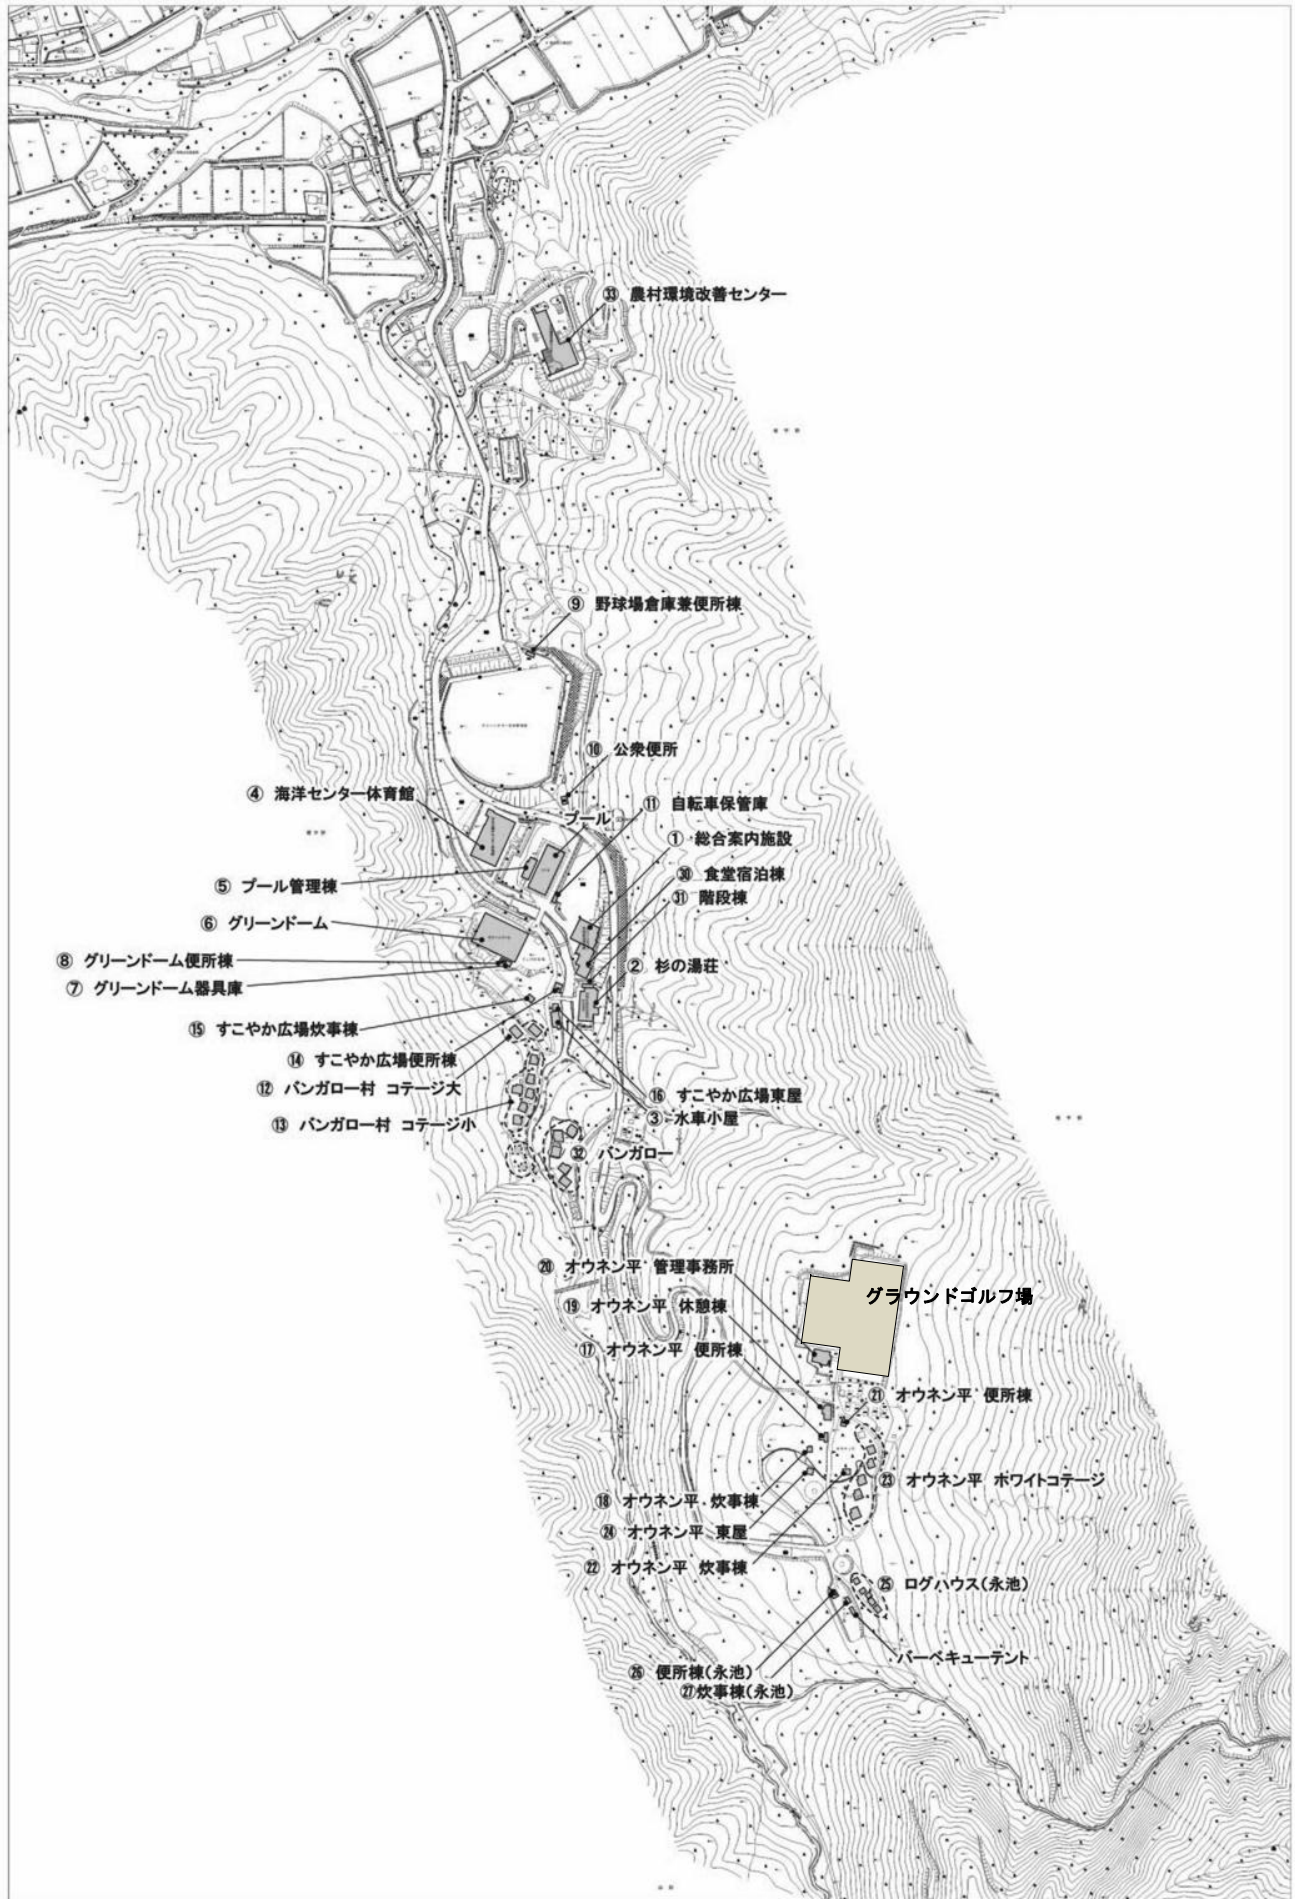 ㉝ 農村環境改善センター
⑨ 野球場倉庫兼便所棟
⑩ 公衆便所
④ 海洋センター体育館
⑪ 自転車保管庫
プール
① 総合案内施設
⑤ プール管理棟
㉚ 食堂宿泊棟
㉛ 階段棟
⑥ グリーンドーム
⑧ グリーンドーム便所棟
② 杉の湯荘
⑦ グリーンドーム器具庫
⑮ すこやか広場炊事棟
⑭ すこやか広場便所棟
⑫ バンガロー村 コテージ大
⑯ すこやか広場東屋
③ 水車小屋
⑬ バンガロー村 コテージ小
㉜ バンガロー
⑳ オウネン平 管理事務所
グラウンドゴルフ場
⑲ オウネン平 休憩棟
⑰ オウネン平 便所棟
㉑ オウネン平 便所棟
㉓ オウネン平 ホワイトコテージ
⑱ オウネン平 炊事棟
㉔ オウネン平 東屋
㉒ オウネン平 炊事棟
㉕ ログハウス(永池)
バーベキューテント
㉖ 便所棟(永池)
㉗炊事棟(永池)